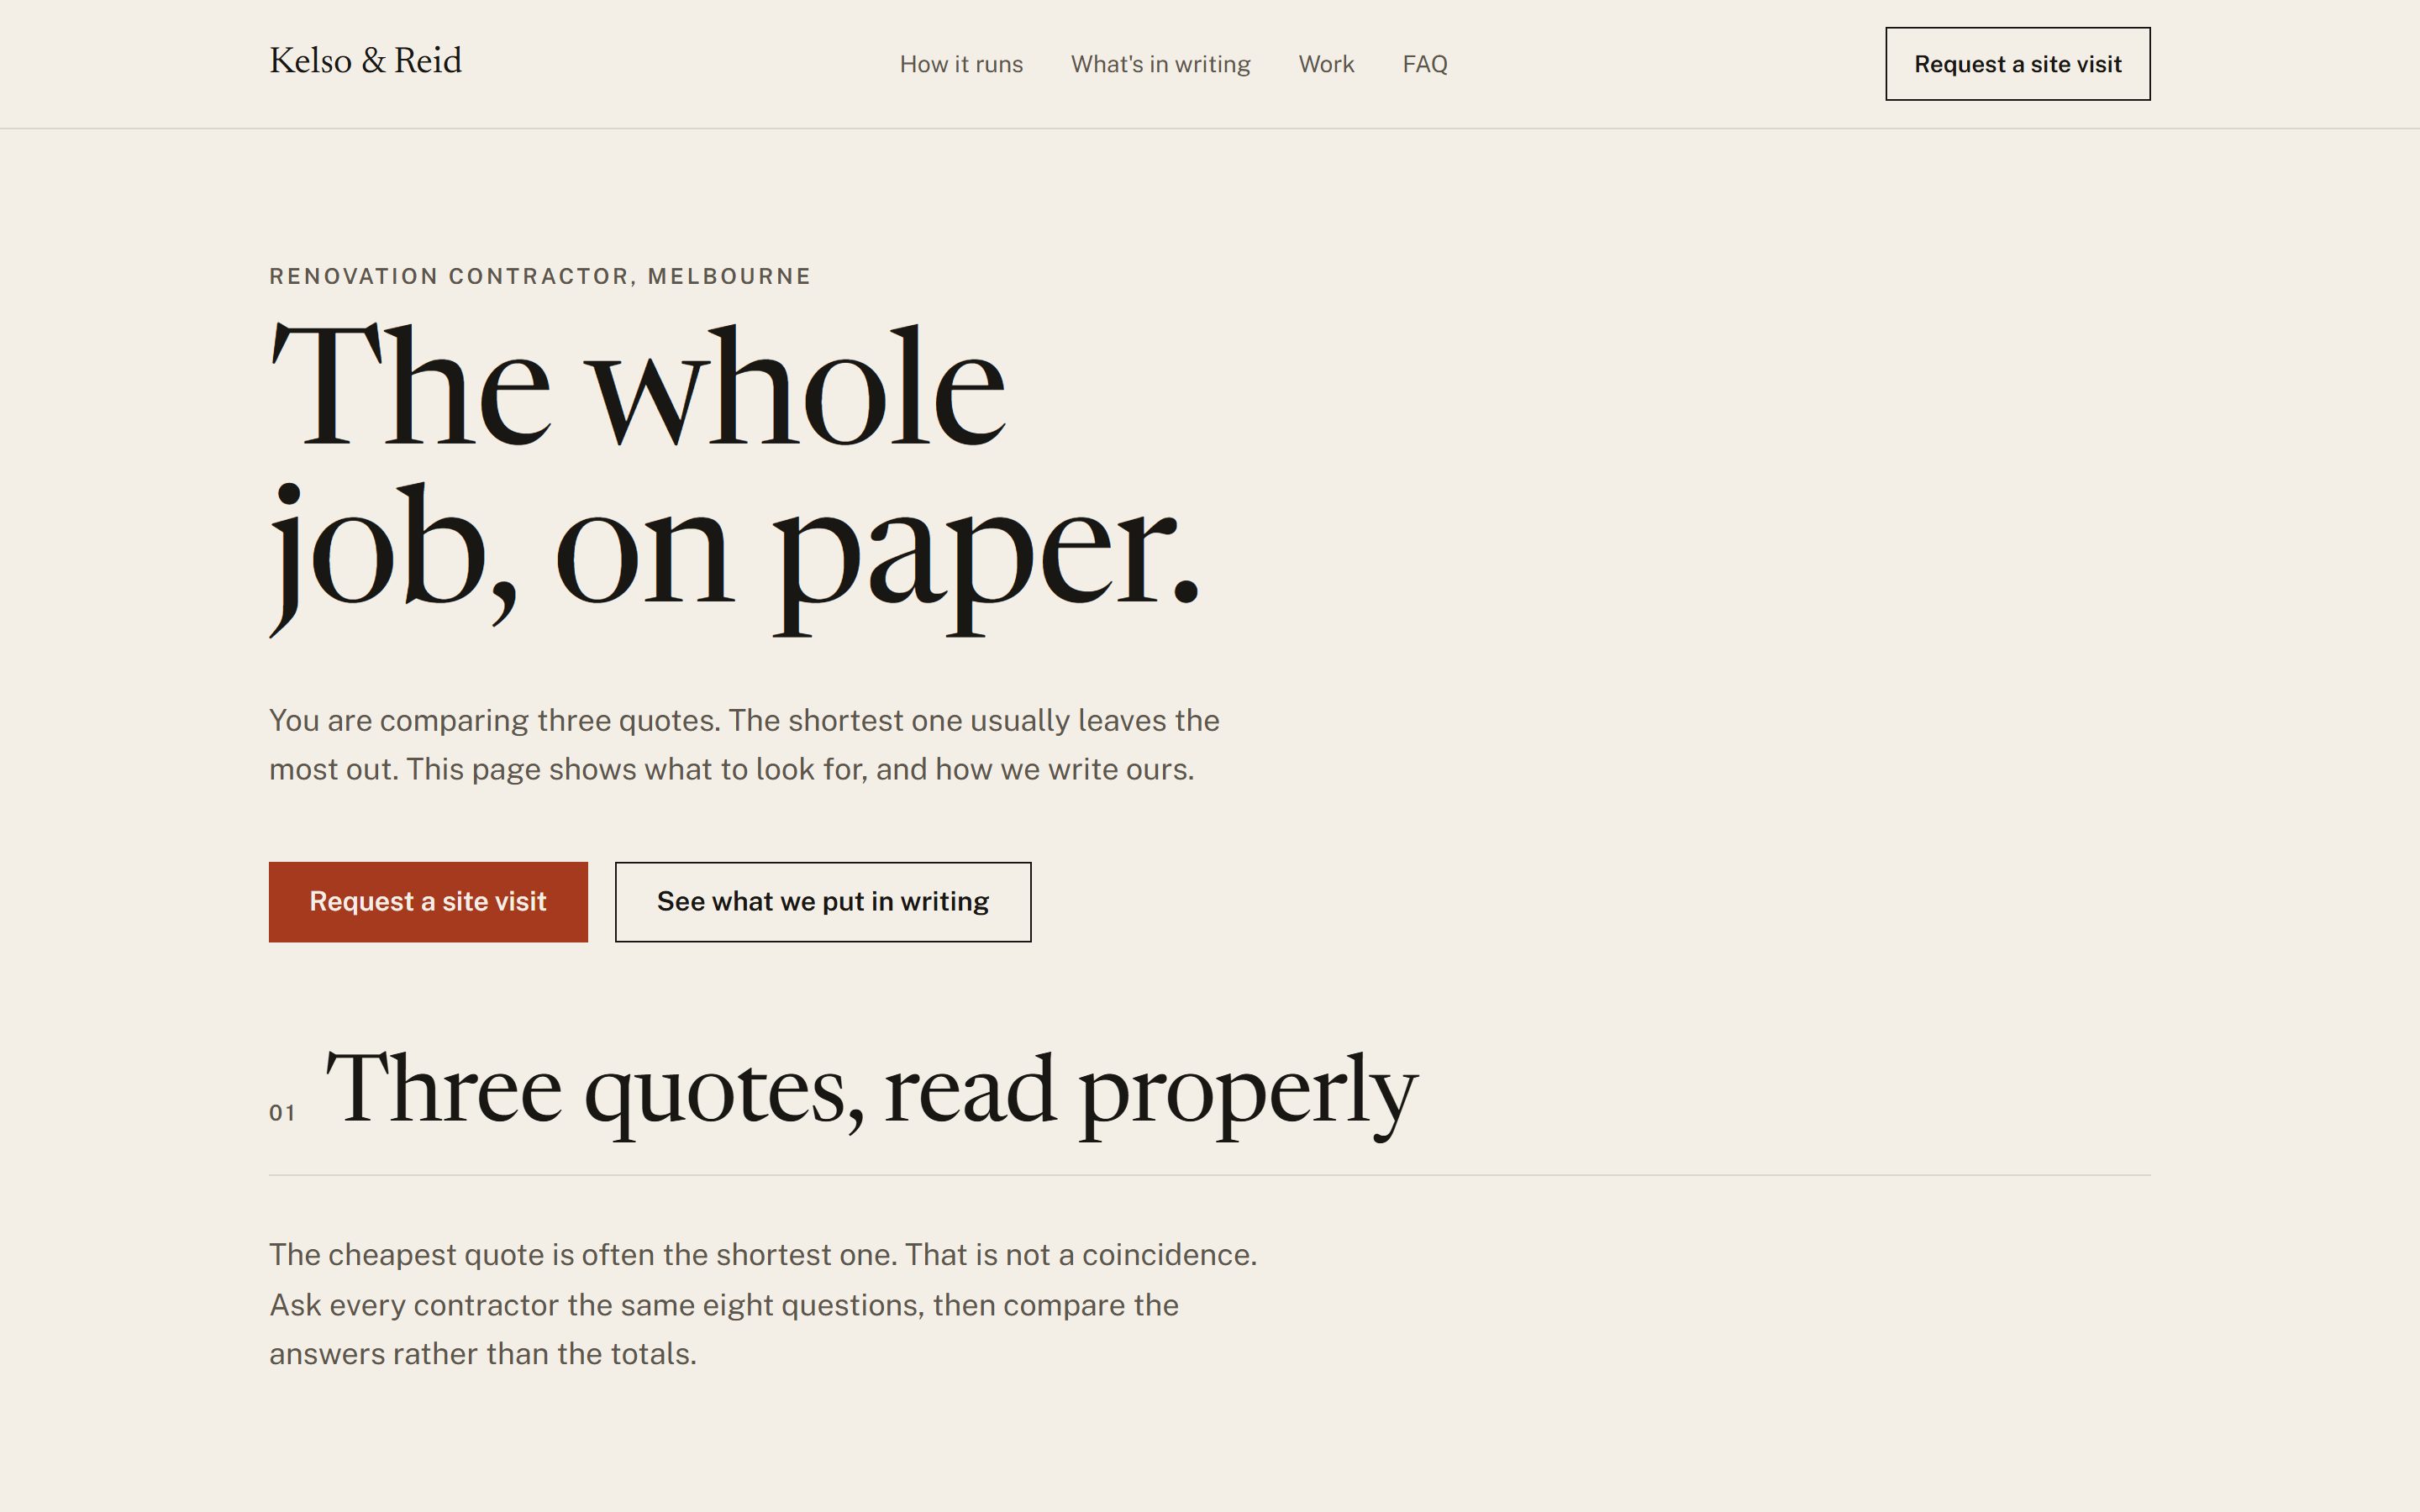 Kelso & Reid
How it runs
What's in writing
Work
FAQ
Request a site visit
RENOVATION CONTRACTOR, MELBOURNE
The whole
job, on paper.
You are comparing three quotes. The shortest one usually leaves the
most out. This page shows what to look for, and how we write ours.
Request a site visit
See what we put in writing
01 Three quotes, read properly
The cheapest quote is often the shortest one. That is not a coincidence.
Ask every contractor the same eight questions, then compare the
answers rather than the totals.